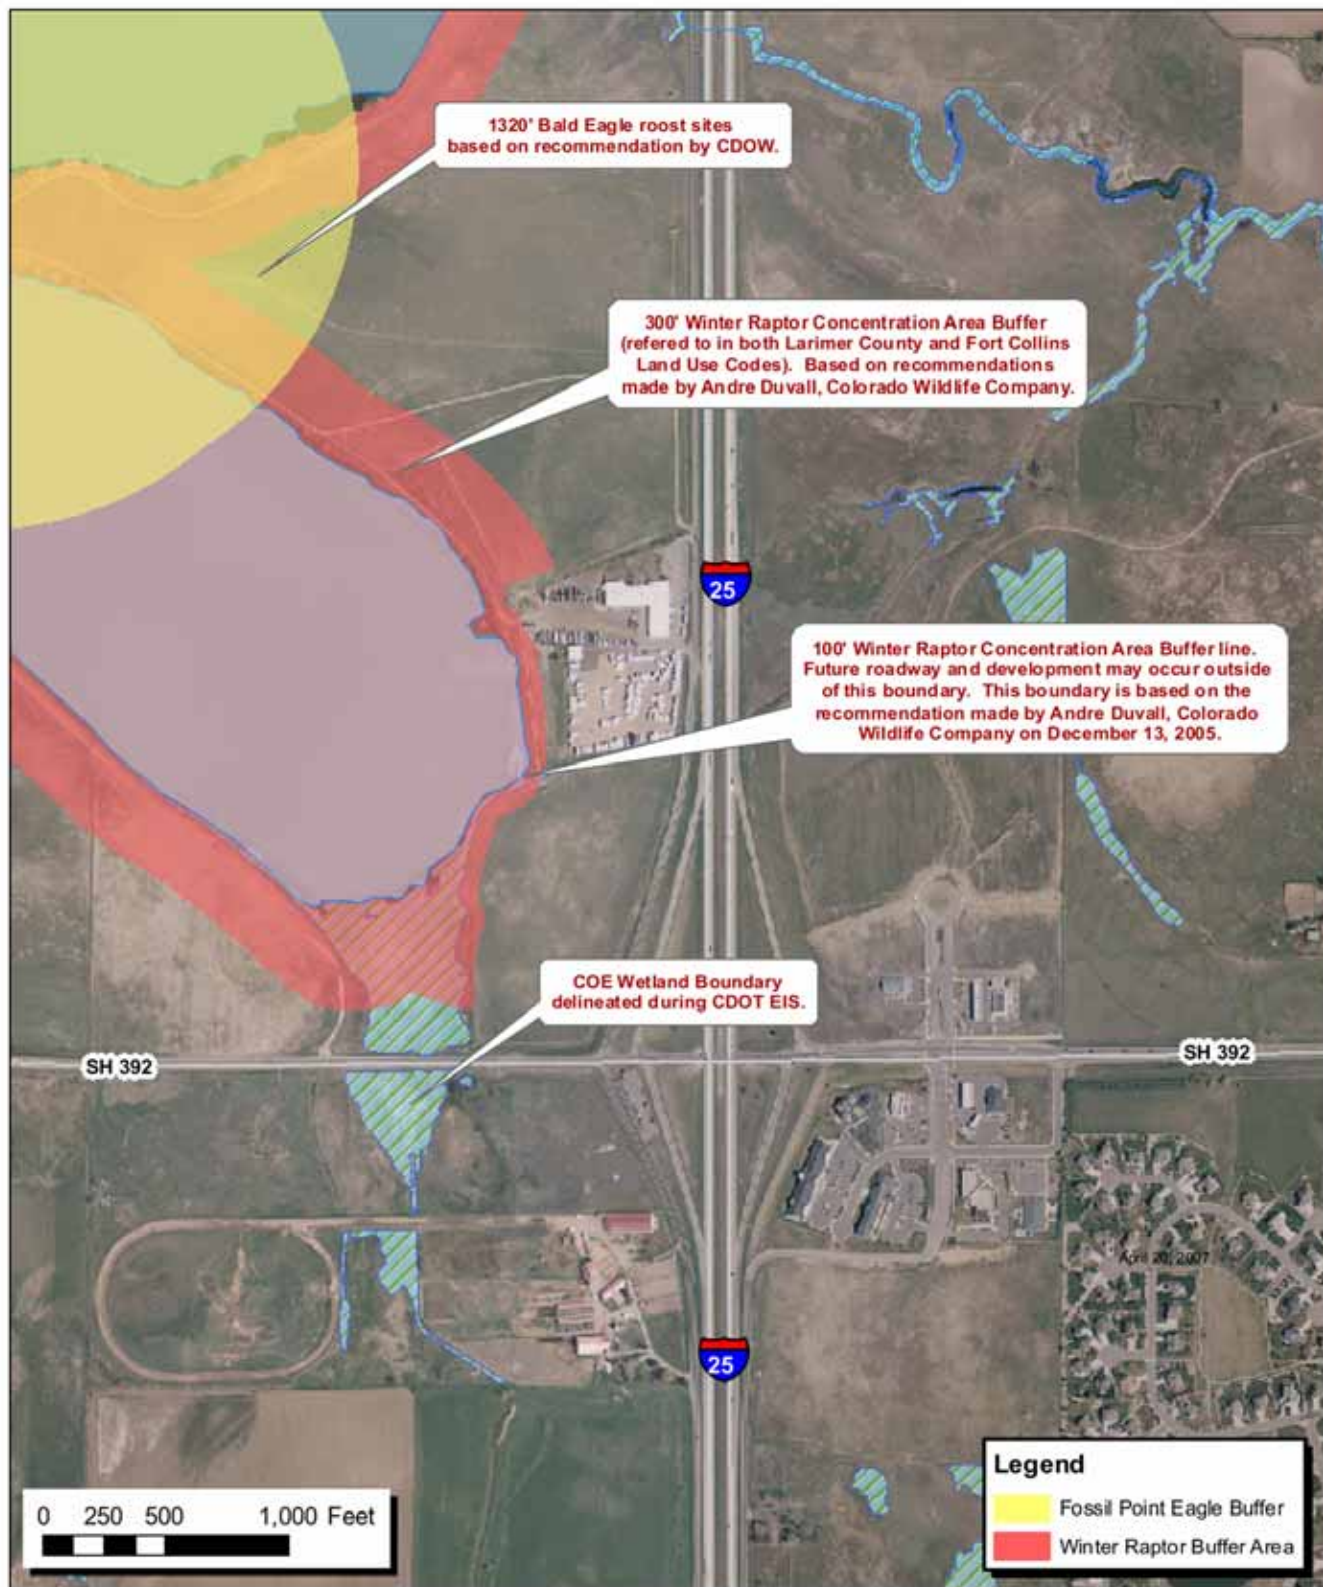 1320' Bald Eagle roost sites
based on recommendation by CDOW.
300' Winter Raptor Concentration Area Buffer
(refered to in both Larimer County and Fort Collins
Land Use Codes). Based on recommendations
made by Andre Duvall, Colorado Wildlife Company.
25
100' Winter Raptor Concentration Area Buffer line.
Future roadway and development may occur outside
of this boundary. This boundary is based on the
recommendation made by Andre Duvall, Colorado
Wildlife Company on December 13, 2005.
COE Wetland Boundary
delineated during CDOT EIS.
SH 392
SH 392
April 20, 2007
25
Legend
Fossil Point Eagle Buffer
Winter Raptor Buffer Area
0 250 500 1,000 Feet